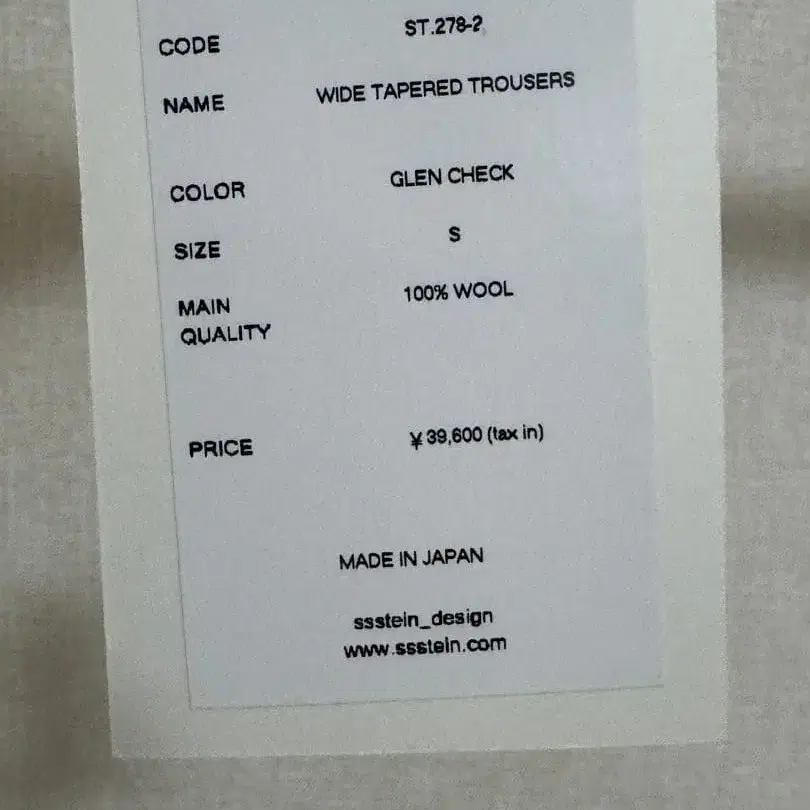 CODE ST.278-2
NAME WIDE TAPERED TROUSERS
COLOR GLEN CHECK
SIZE S
MAIN 100% WOOL
QUALITY
PRICE ¥39,600 (tax in)
MADE IN JAPAN
ssstein_design
www.ssstein.com